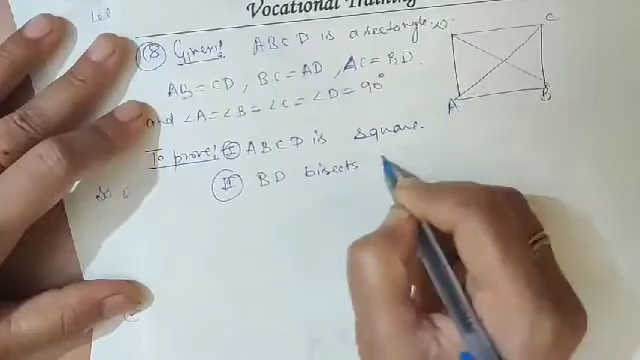 Vocational Training
Let
(18) Given: ABCD is a rectangle.
AB = CD, BC = AD, AC = BD.
and ∠A = ∠B = ∠C = ∠D = 90°
To prove: (I) ABCD is square.
(II) BD bisects
D
C
A
B